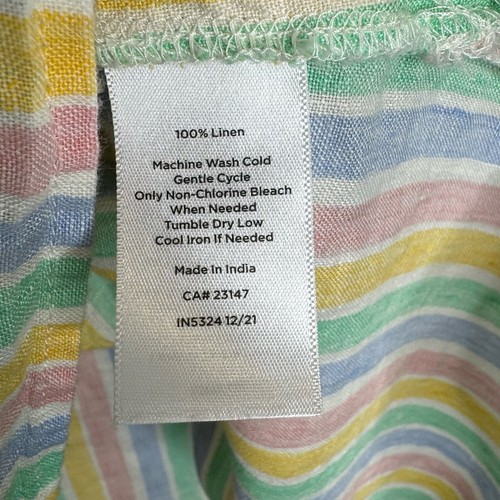 100% Linen
Machine Wash Cold
Gentle Cycle
Only Non-Chlorine Bleach
When Needed
Tumble Dry Low
Cool Iron If Needed
Made In India
CA# 23147
IN5324 12/21